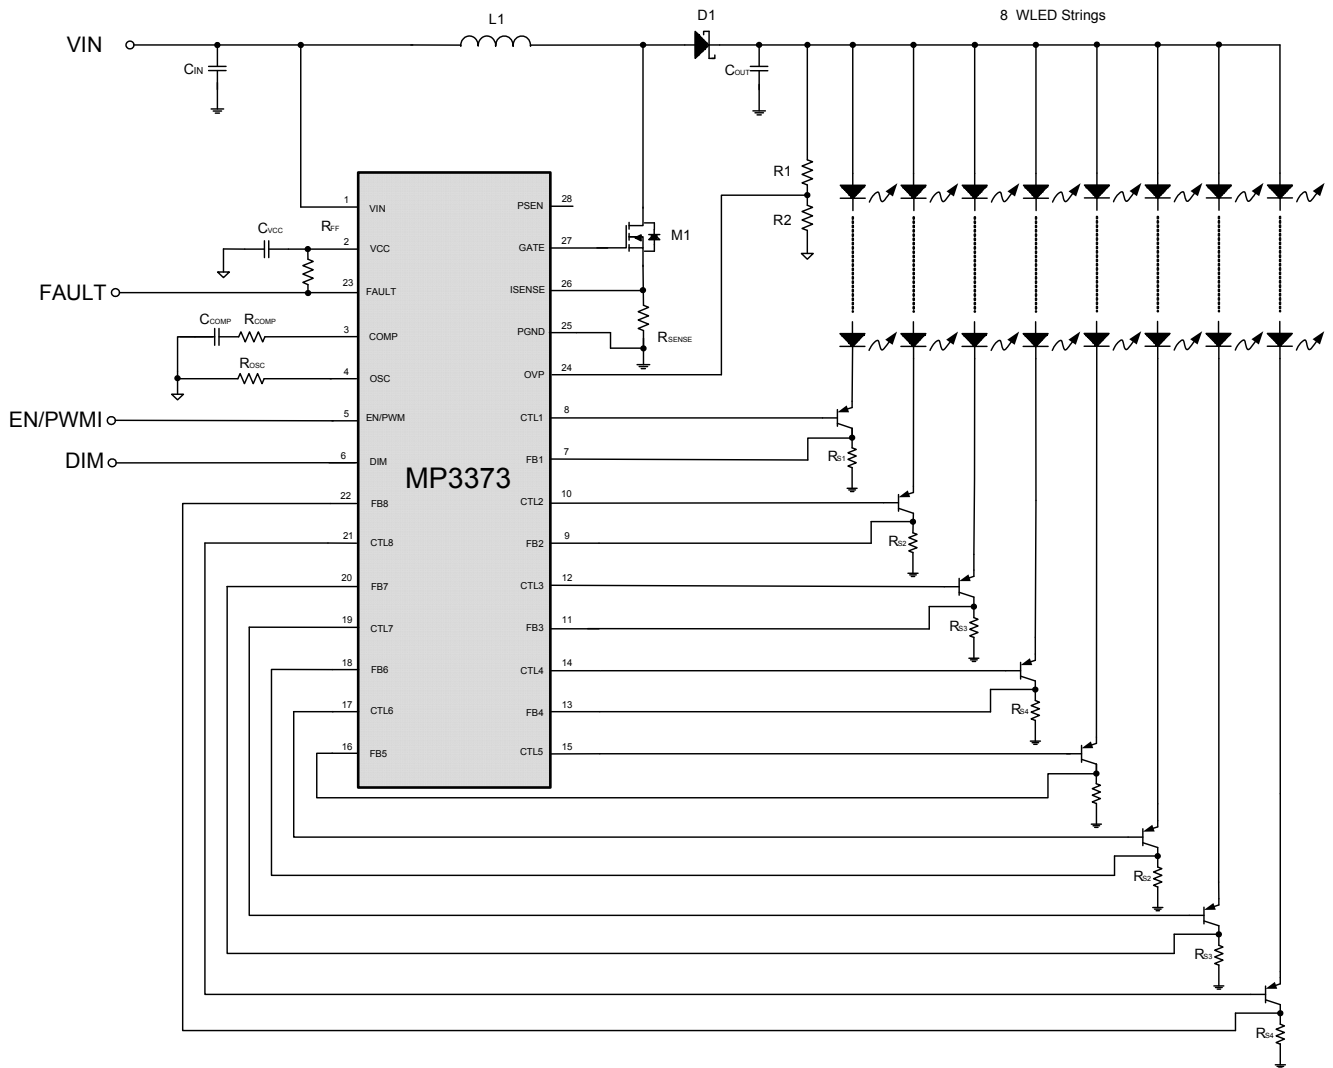 8 WLED Strings
L1
D1
VIN
CIN
COUT
R1
R2
1
VIN
PSEN
28
CVCC
RFF
2
VCC
GATE
27
M1
FAULT
23
FAULT
ISENSE
26
CCOMP
RCOMP
3
COMP
PGND
25
RSENSE
ROSC
4
OSC
OVP
24
EN/PWMI
5
EN/PWM
CTL1
8
DIM
6
DIM
FB1
7
RS1
MP3373
22
FB8
CTL2
10
21
CTL8
FB2
9
RS2
20
FB7
CTL3
12
19
CTL7
FB3
11
RS3
18
FB6
CTL4
14
17
CTL6
FB4
13
RS4
16
FB5
CTL5
15
RS2
RS3
RS4